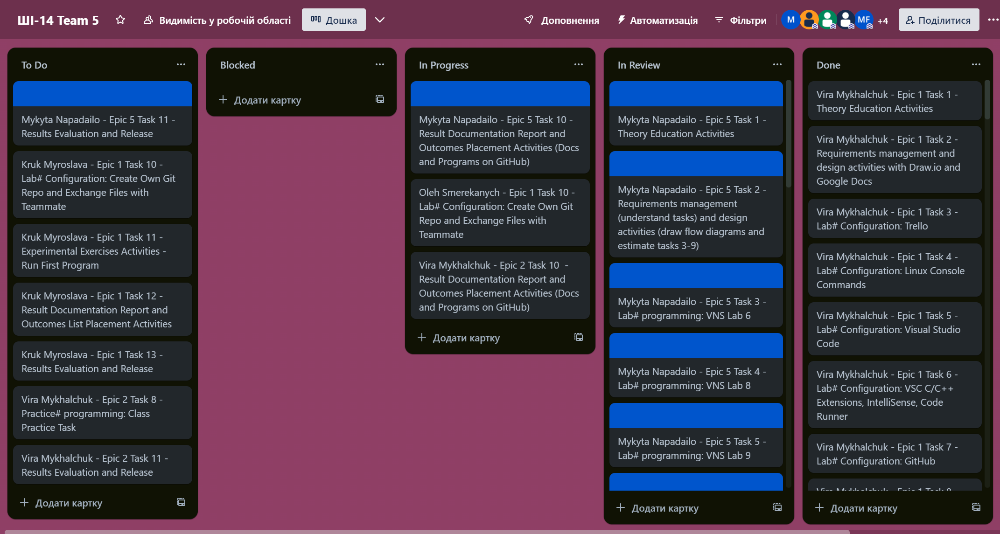 ШІ-14 Team 5
Видимість у робочій області
Дошка
Доповнення
Автоматизація
Фільтри
M
MF
+4
Поділитися
To Do
Mykyta Napadailo - Epic 5 Task 11 -
Results Evaluation and Release
Kruk Myroslava - Epic 1 Task 10 -
Lab# Configuration: Create Own Git
Repo and Exchange Files with
Teammate
Kruk Myroslava - Epic 1 Task 11 -
Experimental Exercises Activities -
Run First Program
Kruk Myroslava - Epic 1 Task 12 -
Result Documentation Report and
Outcomes List Placement Activities
Kruk Myroslava - Epic 1 Task 13 -
Results Evaluation and Release
Vira Mykhalchuk - Epic 2 Task 8 -
Practice# programming: Class
Practice Task
Vira Mykhalchuk - Epic 2 Task 11 -
Results Evaluation and Release
Додати картку
Blocked
Додати картку
In Progress
Mykyta Napadailo - Epic 5 Task 10 -
Result Documentation Report and
Outcomes Placement Activities (Docs
and Programs on GitHub)
Oleh Smerekanych - Epic 1 Task 10 -
Lab# Configuration: Create Own Git
Repo and Exchange Files with
Teammate
Vira Mykhalchuk - Epic 2 Task 10 -
Result Documentation Report and
Outcomes Placement Activities (Docs
and Programs on GitHub)
Додати картку
In Review
Mykyta Napadailo - Epic 5 Task 1 -
Theory Education Activities
Mykyta Napadailo - Epic 5 Task 2 -
Requirements management
(understand tasks) and design
activities (draw flow diagrams and
estimate tasks 3-9)
Mykyta Napadailo - Epic 5 Task 3 -
Lab# programming: VNS Lab 6
Mykyta Napadailo - Epic 5 Task 4 -
Lab# programming: VNS Lab 8
Mykyta Napadailo - Epic 5 Task 5 -
Lab# programming: VNS Lab 9
Додати картку
Done
Vira Mykhalchuk - Epic 1 Task 1 -
Theory Education Activities
Vira Mykhalchuk - Epic 1 Task 2 -
Requirements management and
design activities with Draw.io and
Google Docs
Vira Mykhalchuk - Epic 1 Task 3 -
Lab# Configuration: Trello
Vira Mykhalchuk - Epic 1 Task 4 -
Lab# Configuration: Linux Console
Commands
Vira Mykhalchuk - Epic 1 Task 5 -
Lab# Configuration: Visual Studio
Code
Vira Mykhalchuk - Epic 1 Task 6 -
Lab# Configuration: VSC C/C++
Extensions, IntelliSense, Code
Runner
Vira Mykhalchuk - Epic 1 Task 7 -
Lab# Configuration: GitHub
Vira Mykhalchuk - Epic 1 Task 8 -
Додати картку